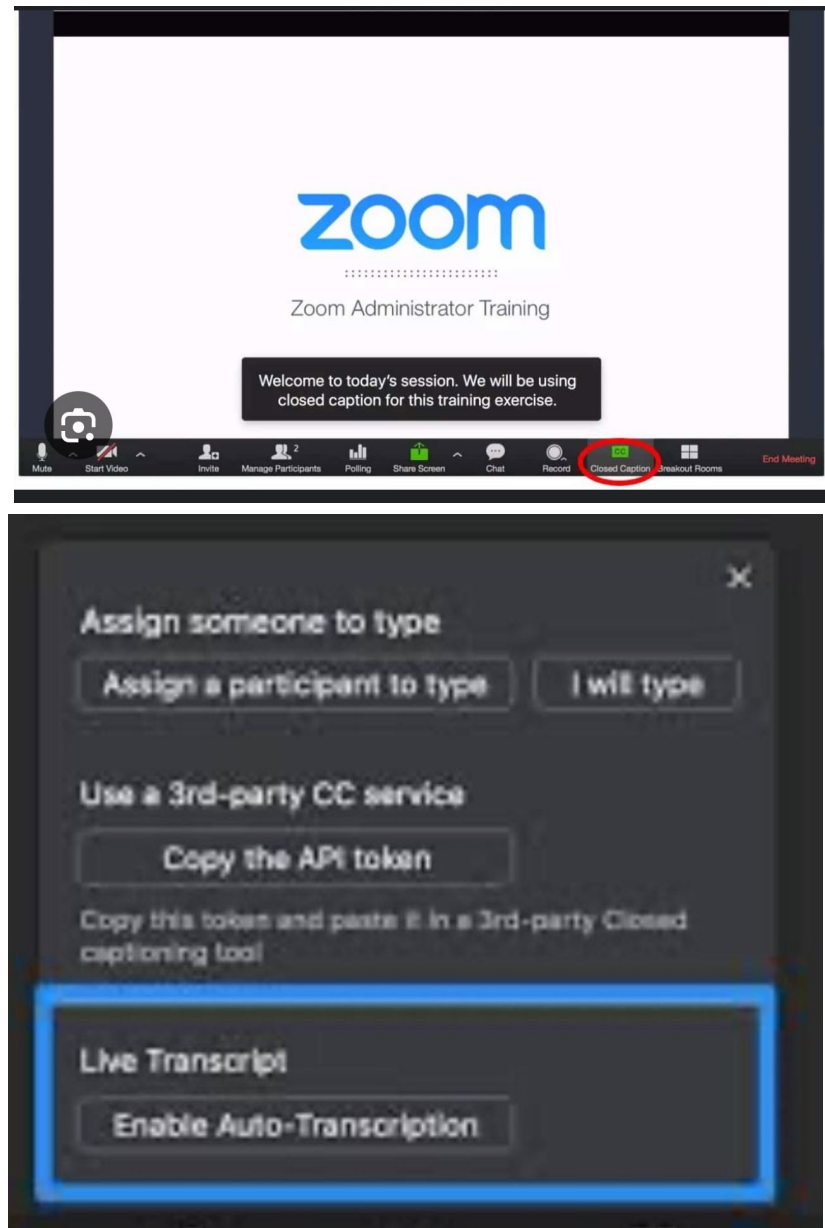 zoom
Zoom Administrator Training
Welcome to today's session. We will be using
closed caption for this training exercise.
Mute
Start Video
Invite
Manage Participants
2
Polling
Share Screen
Chat
Record
CC
Closed Caption
Breakout Rooms
End Meeting
Assign someone to type
Assign a participant to type
I will type
Use a 3rd-party CC service
Copy the API token
Copy this token and paste it in a 3rd-party Closed
captioning tool
Live Transcript
Enable Auto-Transcription